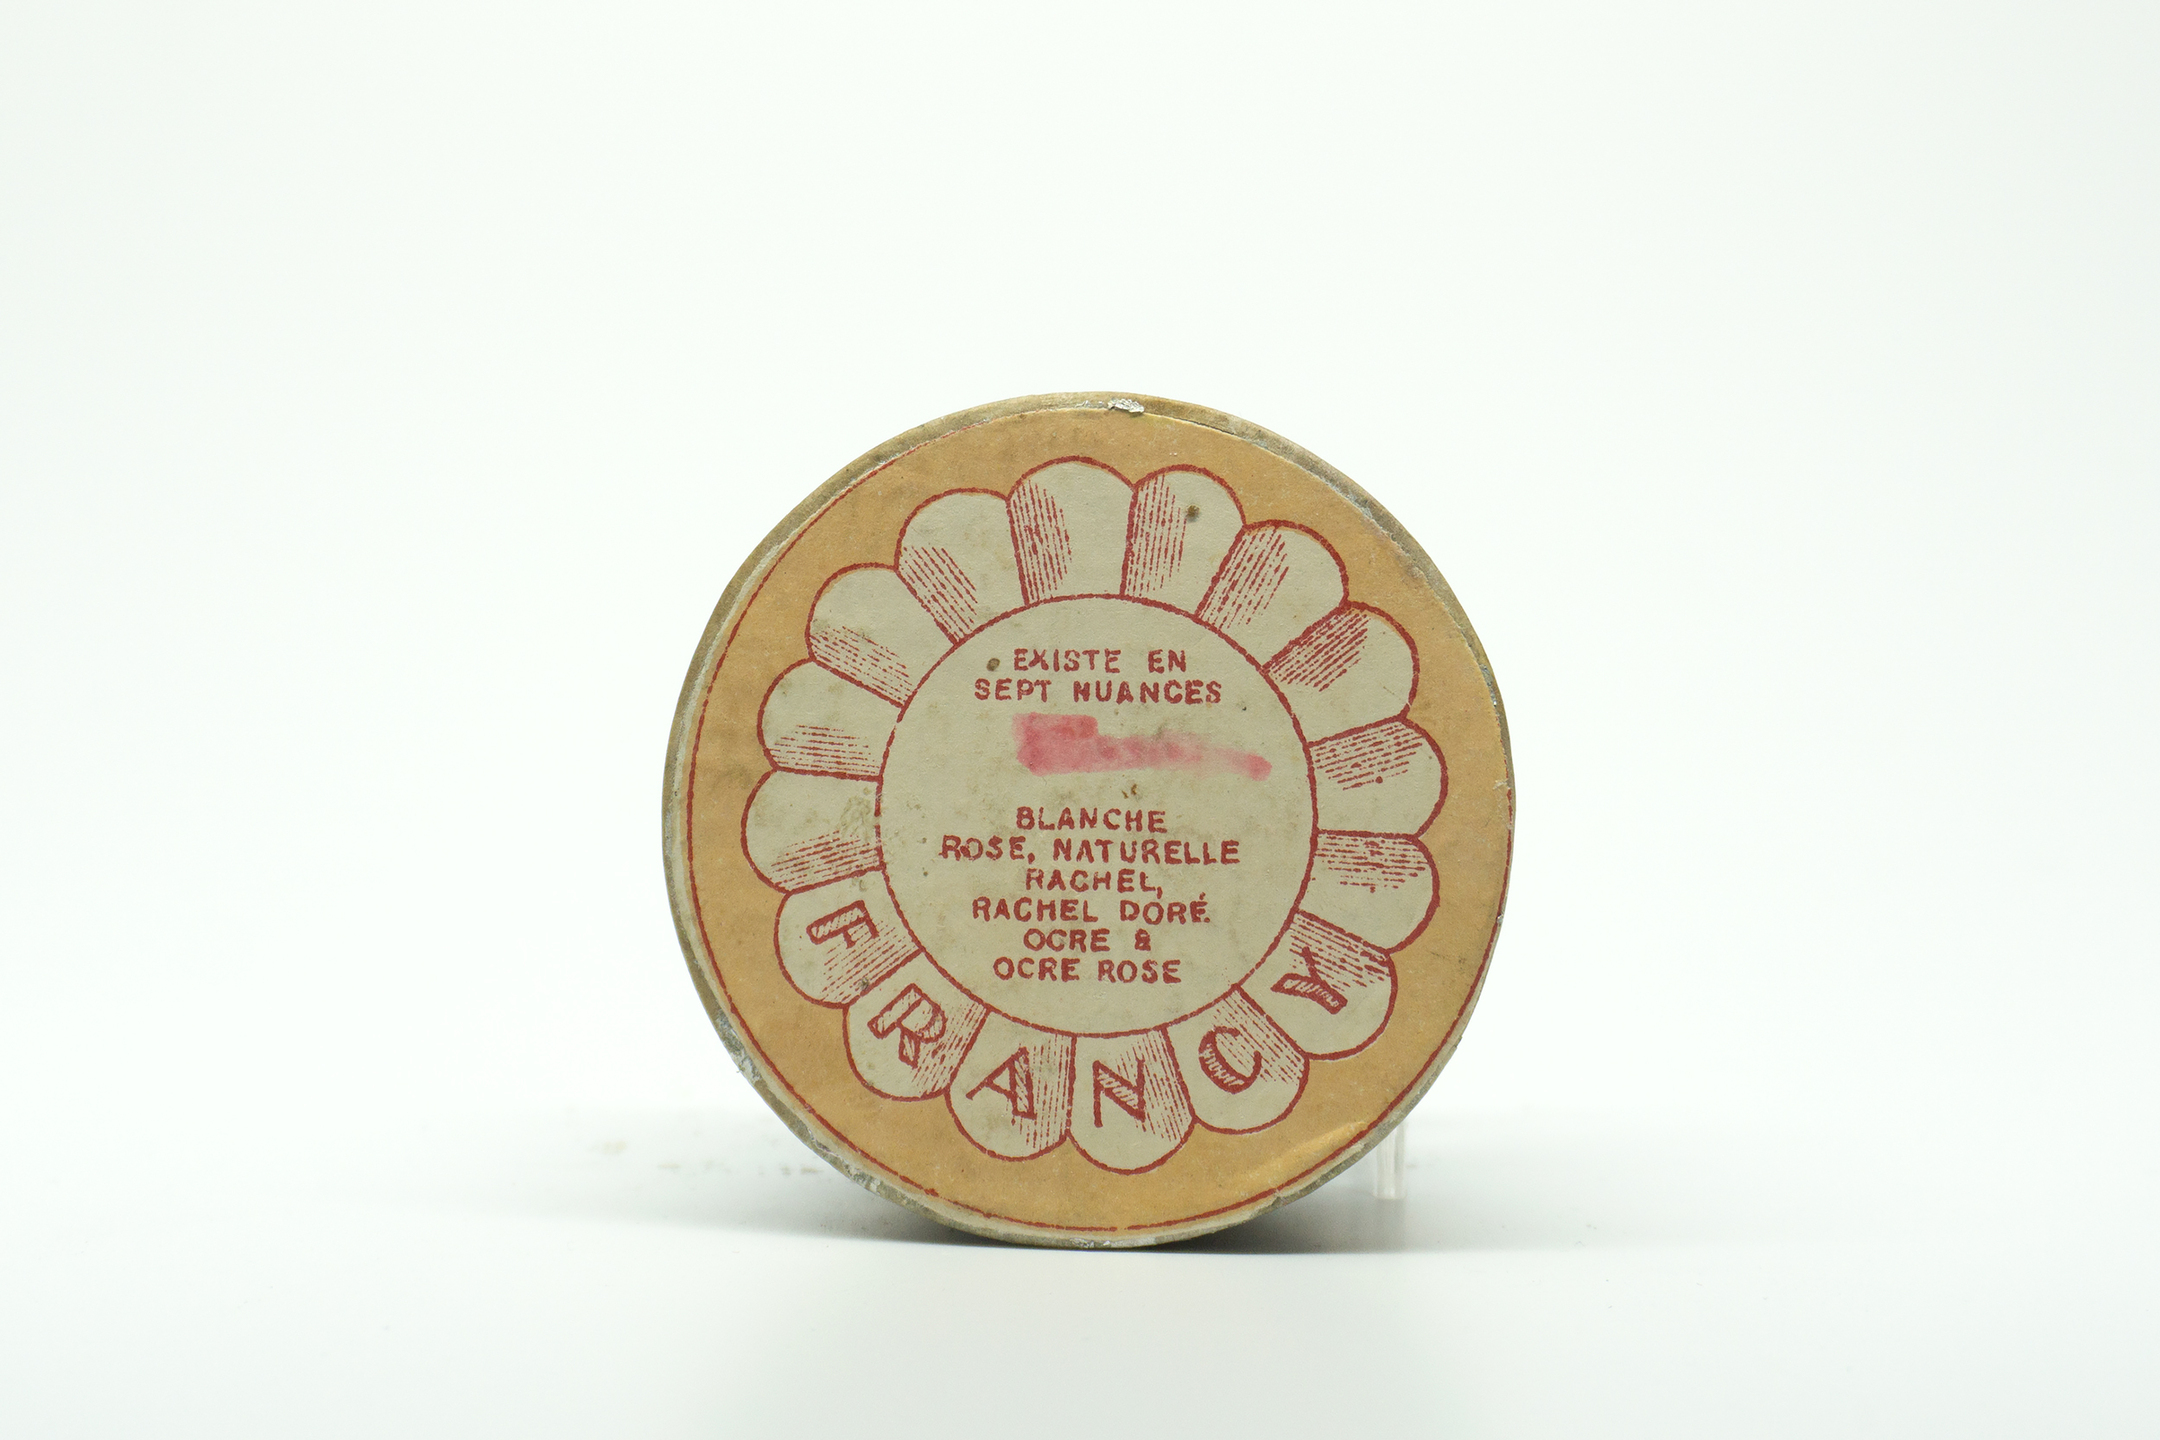 EXISTE EN
SEPT NUANCES
BLANCHE
ROSE, NATURELLE
RACHEL,
RACHEL DORÉ
OCRE &
OCRE ROSE
FRANCY